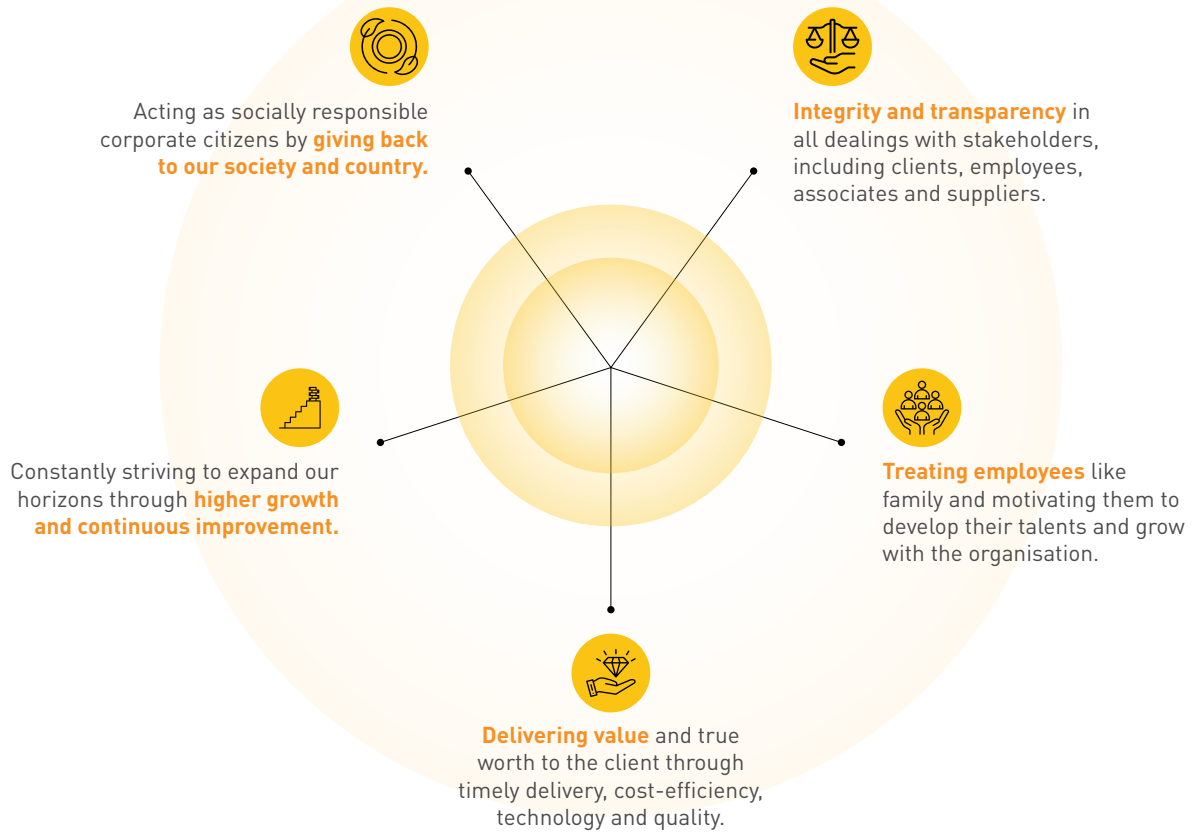 Acting as socially responsible
corporate citizens by giving back
to our society and country.
Integrity and transparency in
all dealings with stakeholders,
including clients, employees,
associates and suppliers.
Constantly striving to expand our
horizons through higher growth
and continuous improvement.
Treating employees like
family and motivating them to
develop their talents and grow
with the organisation.
Delivering value and true
worth to the client through
timely delivery, cost-efficiency,
technology and quality.